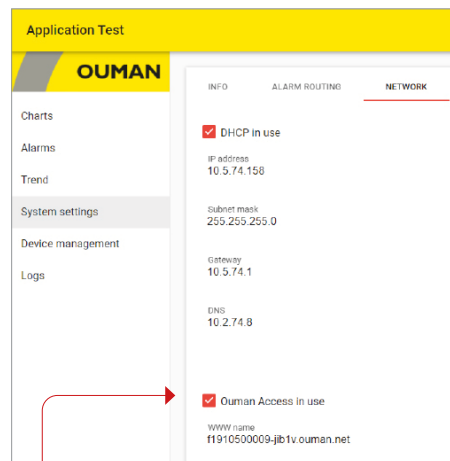 Application Test
OUMAN
INFO ALARM ROUTING NETWORK
Charts
Alarms
Trend
System settings
Device management
Logs
DHCP in use
IP address
10.5.74.158
Subnet mask
255.255.255.0
Gateway
10.5.74.1
DNS
10.2.74.8
Ouman Access in use
WWW name
f1910500009-jib1v.ouman.net